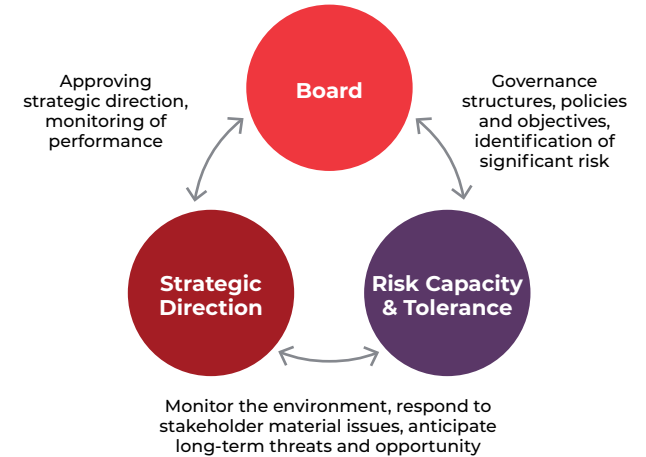 Board
Approving
strategic direction,
monitoring of
performance
Governance
structures, policies
and objectives,
identification of
significant risk
Strategic
Direction
Risk Capacity
& Tolerance
Monitor the environment, respond to
stakeholder material issues, anticipate
long-term threats and opportunity